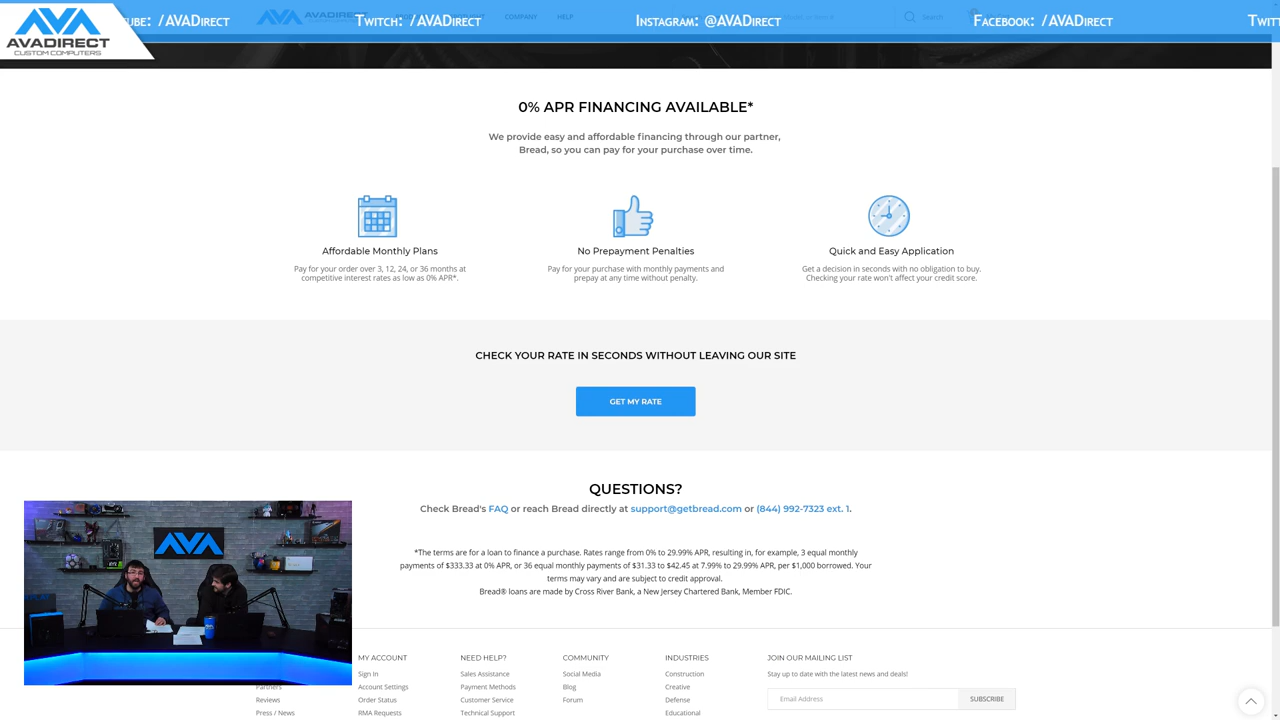 AVADIRECT
CUSTOM COMPUTERS
UBE: /AVADIRECT
TWITCH: /AVADIRECT
INSTAGRAM: @AVADIRECT
FACEBOOK: /AVADIRECT
TWIT
AVADIRECT
COMPANY
HELP
Search
0% APR FINANCING AVAILABLE*
We provide easy and affordable financing through our partner,
Bread, so you can pay for your purchase over time.
Affordable Monthly Plans
Pay for your order over 3, 12, 24, or 36 months at
competitive interest rates as low as 0% APR*.
No Prepayment Penalties
Pay for your purchase with monthly payments and
prepay at any time without penalty.
Quick and Easy Application
Get a decision in seconds with no obligation to buy.
Checking your rate won't affect your credit score.
CHECK YOUR RATE IN SECONDS WITHOUT LEAVING OUR SITE
GET MY RATE
QUESTIONS?
Check Bread's FAQ or reach Bread directly at support@getbread.com or (844) 992-7323 ext. 1.
*The terms are for a loan to finance a purchase. Rates range from 0% to 29.99% APR, resulting in, for example, 3 equal monthly
payments of $333.33 at 0% APR, or 36 equal monthly payments of $31.33 to $42.45 at 7.99% to 29.99% APR, per $1,000 borrowed. Your
terms may vary and are subject to credit approval.
Bread® loans are made by Cross River Bank, a New Jersey Chartered Bank, Member FDIC.
Partners
Reviews
Press / News
MY ACCOUNT
Sign In
Account Settings
Order Status
RMA Requests
NEED HELP?
Sales Assistance
Payment Methods
Customer Service
Technical Support
COMMUNITY
Social Media
Blog
Forum
INDUSTRIES
Construction
Creative
Defense
Educational
JOIN OUR MAILING LIST
Stay up to date with the latest news and deals!
Email Address
SUBSCRIBE